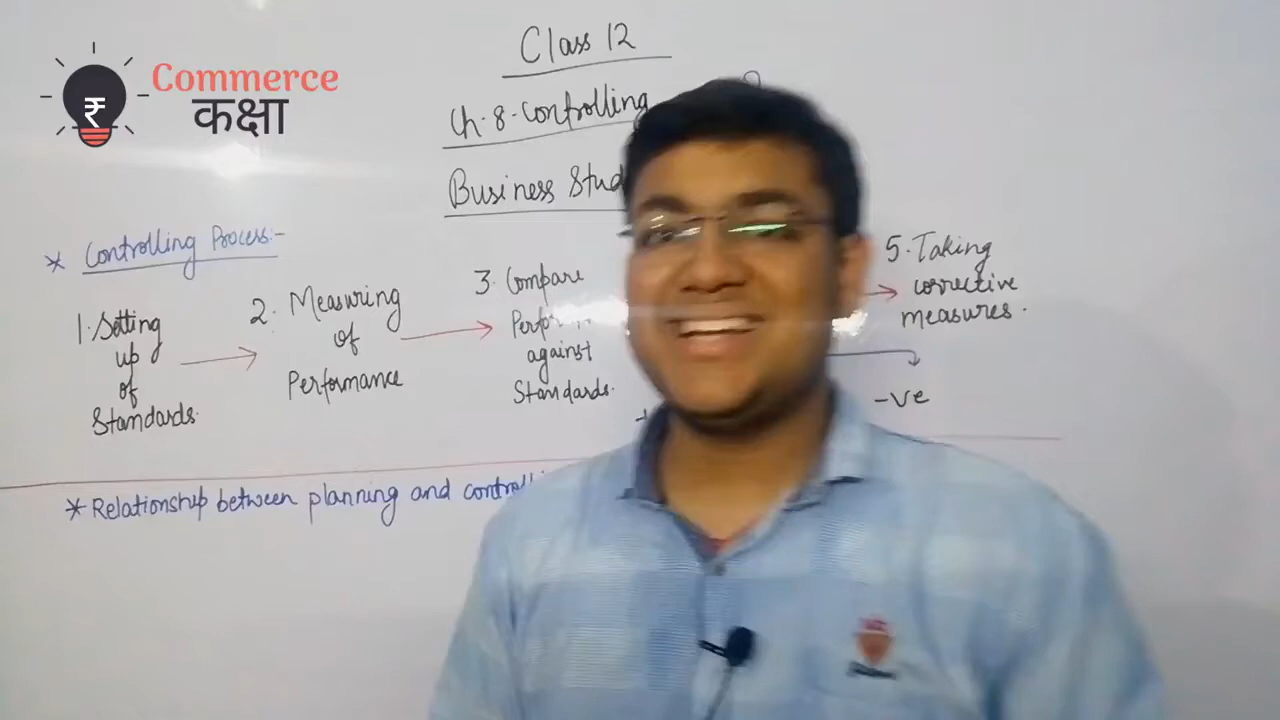 Commerce
कक्षा
₹
Class 12
Ch.8-Controlling
Business Stud
* Controlling Process:-
1. Setting
up
of
Standards.
2. Measuring
of
Performance
3. Compare
Perfor
against
Standards.
5. Taking
corrective
measures.
-ve
* Relationship between planning and controlli